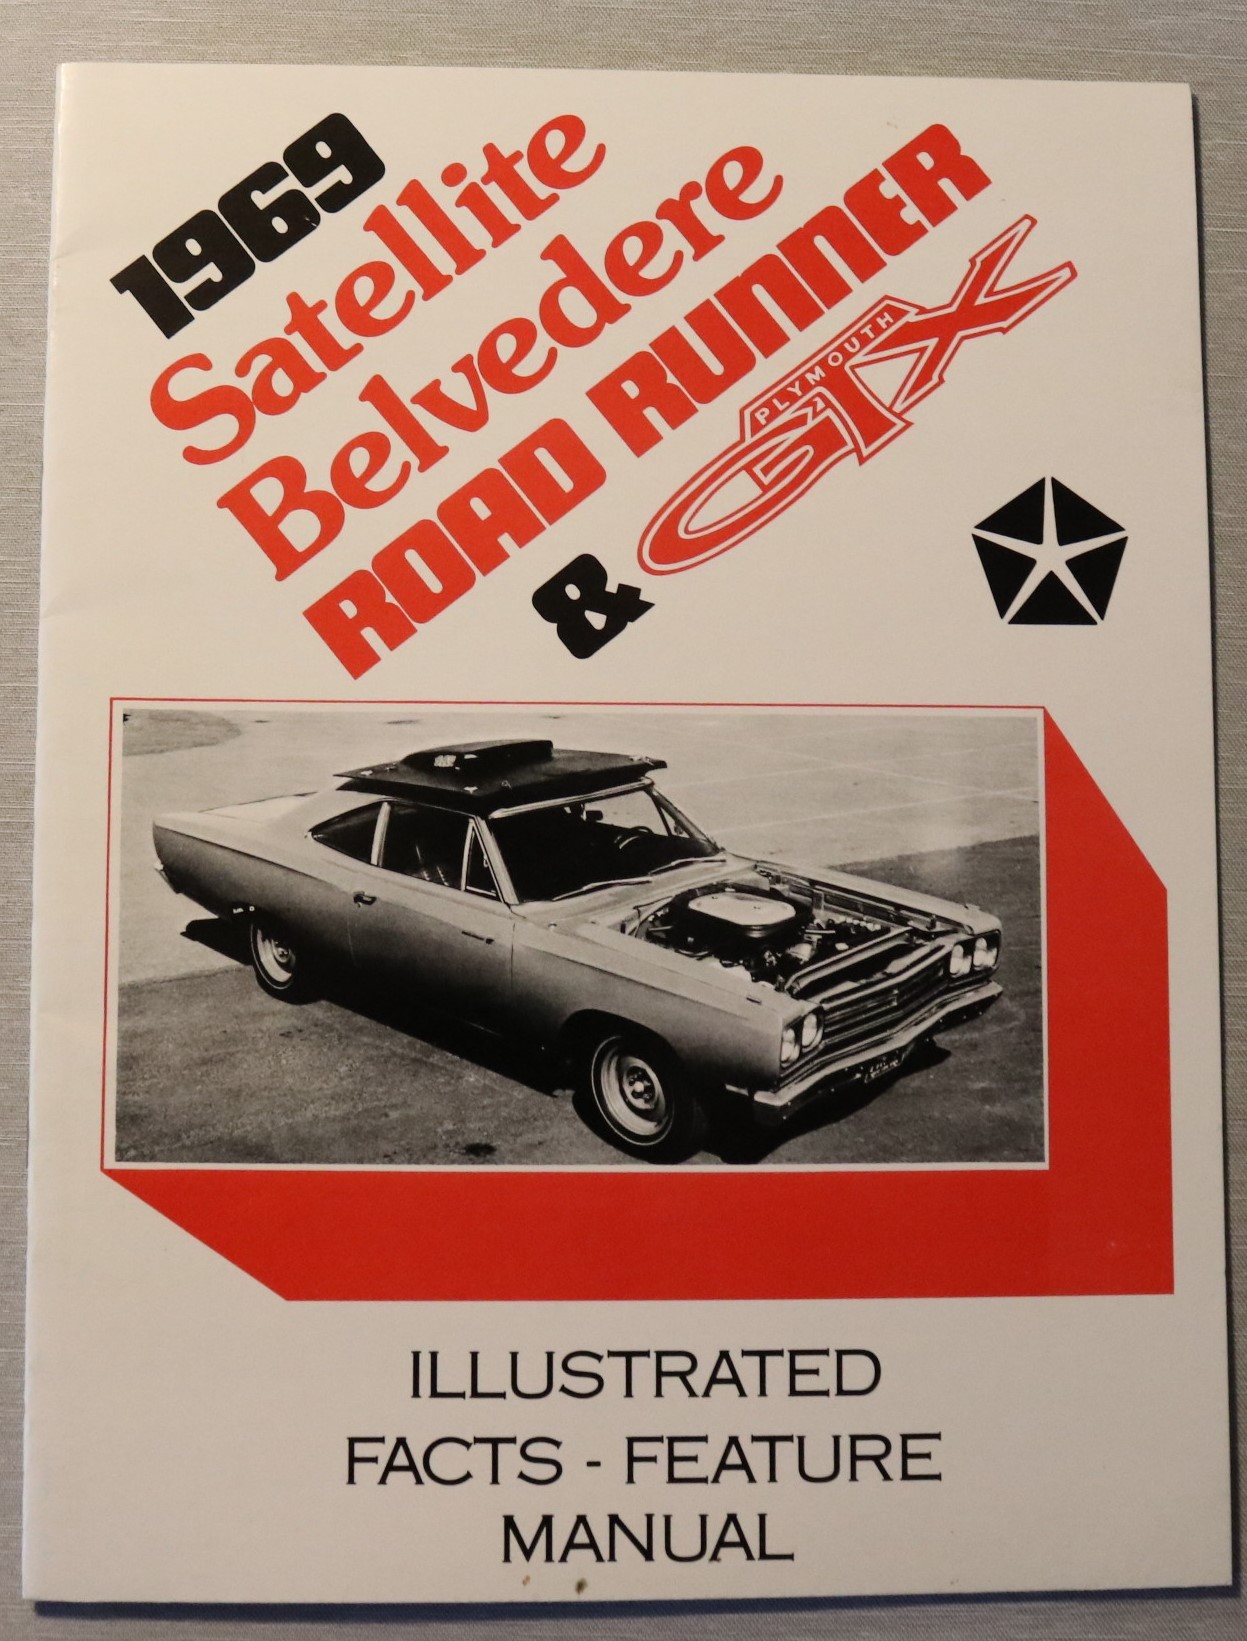 1969
Satellite
Belvedere
ROAD RUNNER
& PLYMOUTH GTX
ILLUSTRATED
FACTS - FEATURE
MANUAL